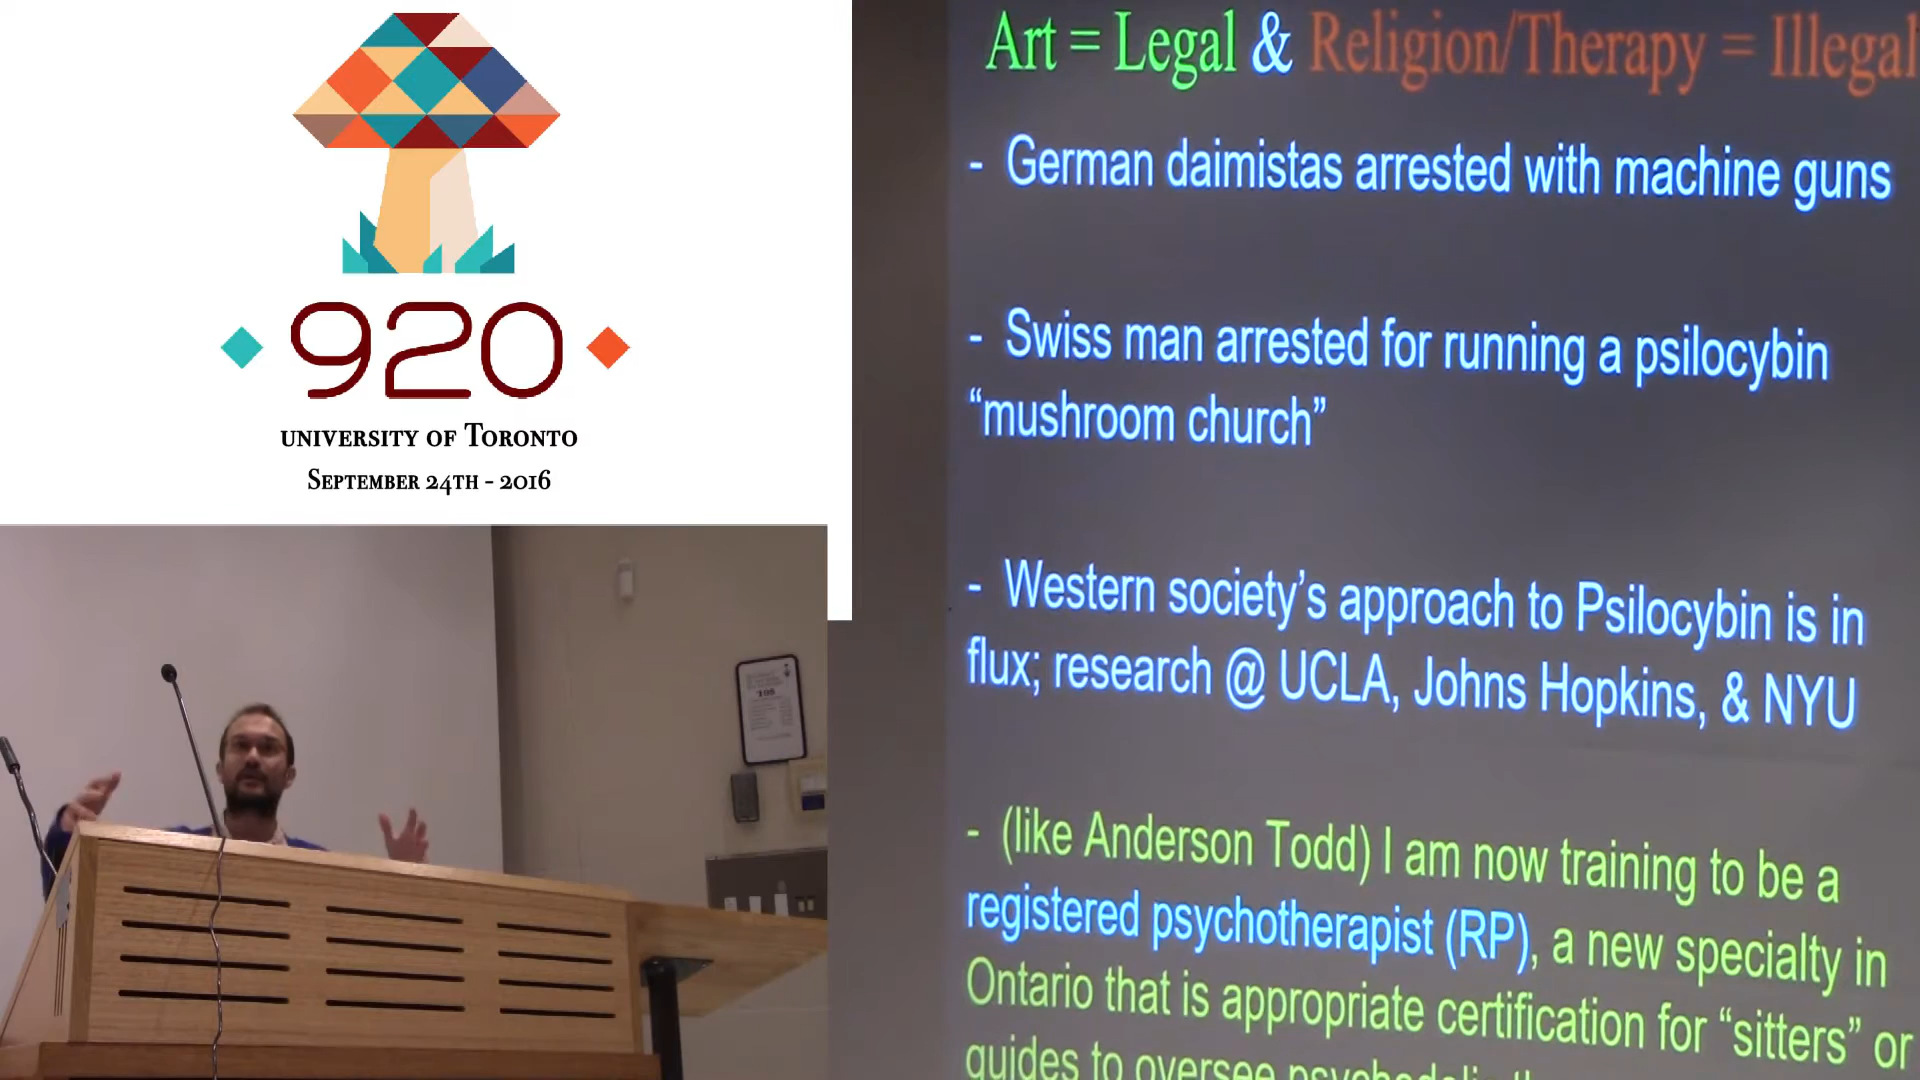 920
UNIVERSITY OF TORONTO
SEPTEMBER 24TH - 2016
Art = Legal & Religion/Therapy = Illegal
- German daimistas arrested with machine guns
- Swiss man arrested for running a psilocybin
“mushroom church”
- Western society’s approach to Psilocybin is in
flux; research @ UCLA, Johns Hopkins, & NYU
- (like Anderson Todd) I am now training to be a
registered psychotherapist (RP), a new specialty in
Ontario that is appropriate certification for “sitters” or
guides to oversee